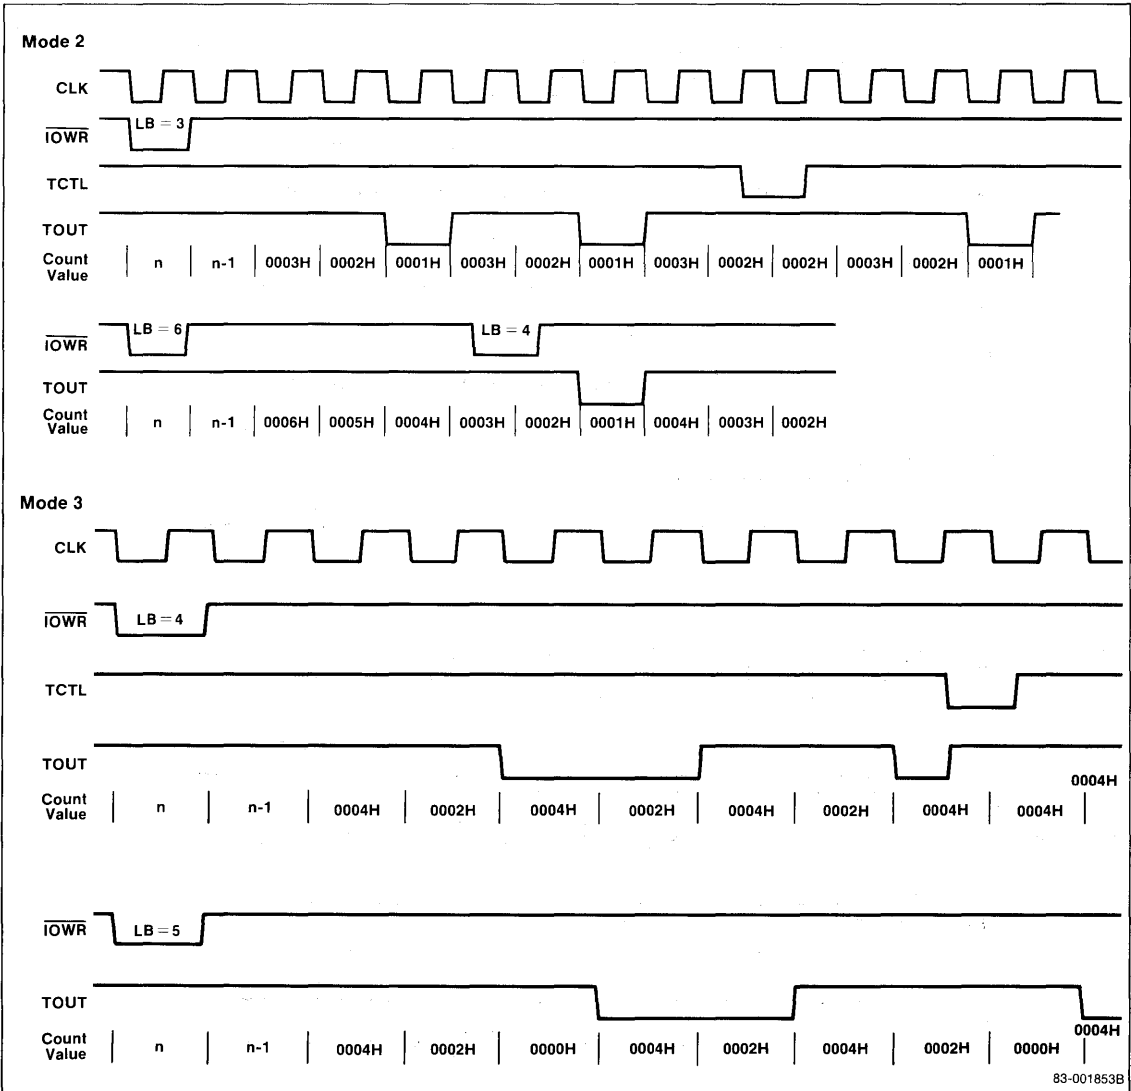 Mode 2
CLK
IOWR LB = 3
TCTL
TOUT
Count Value n n-1 0003H 0002H 0001H 0003H 0002H 0001H 0003H 0002H 0002H 0003H 0002H 0001H
IOWR LB = 6 LB = 4
TOUT
Count Value n n-1 0006H 0005H 0004H 0003H 0002H 0001H 0004H 0003H 0002H
Mode 3
CLK
IOWR LB = 4
TCTL
TOUT
Count Value n n-1 0004H 0002H 0004H 0002H 0004H 0002H 0004H 0004H 0004H
IOWR LB = 5
TOUT
Count Value n n-1 0004H 0002H 0000H 0004H 0002H 0004H 0002H 0000H 0004H
83-001853B